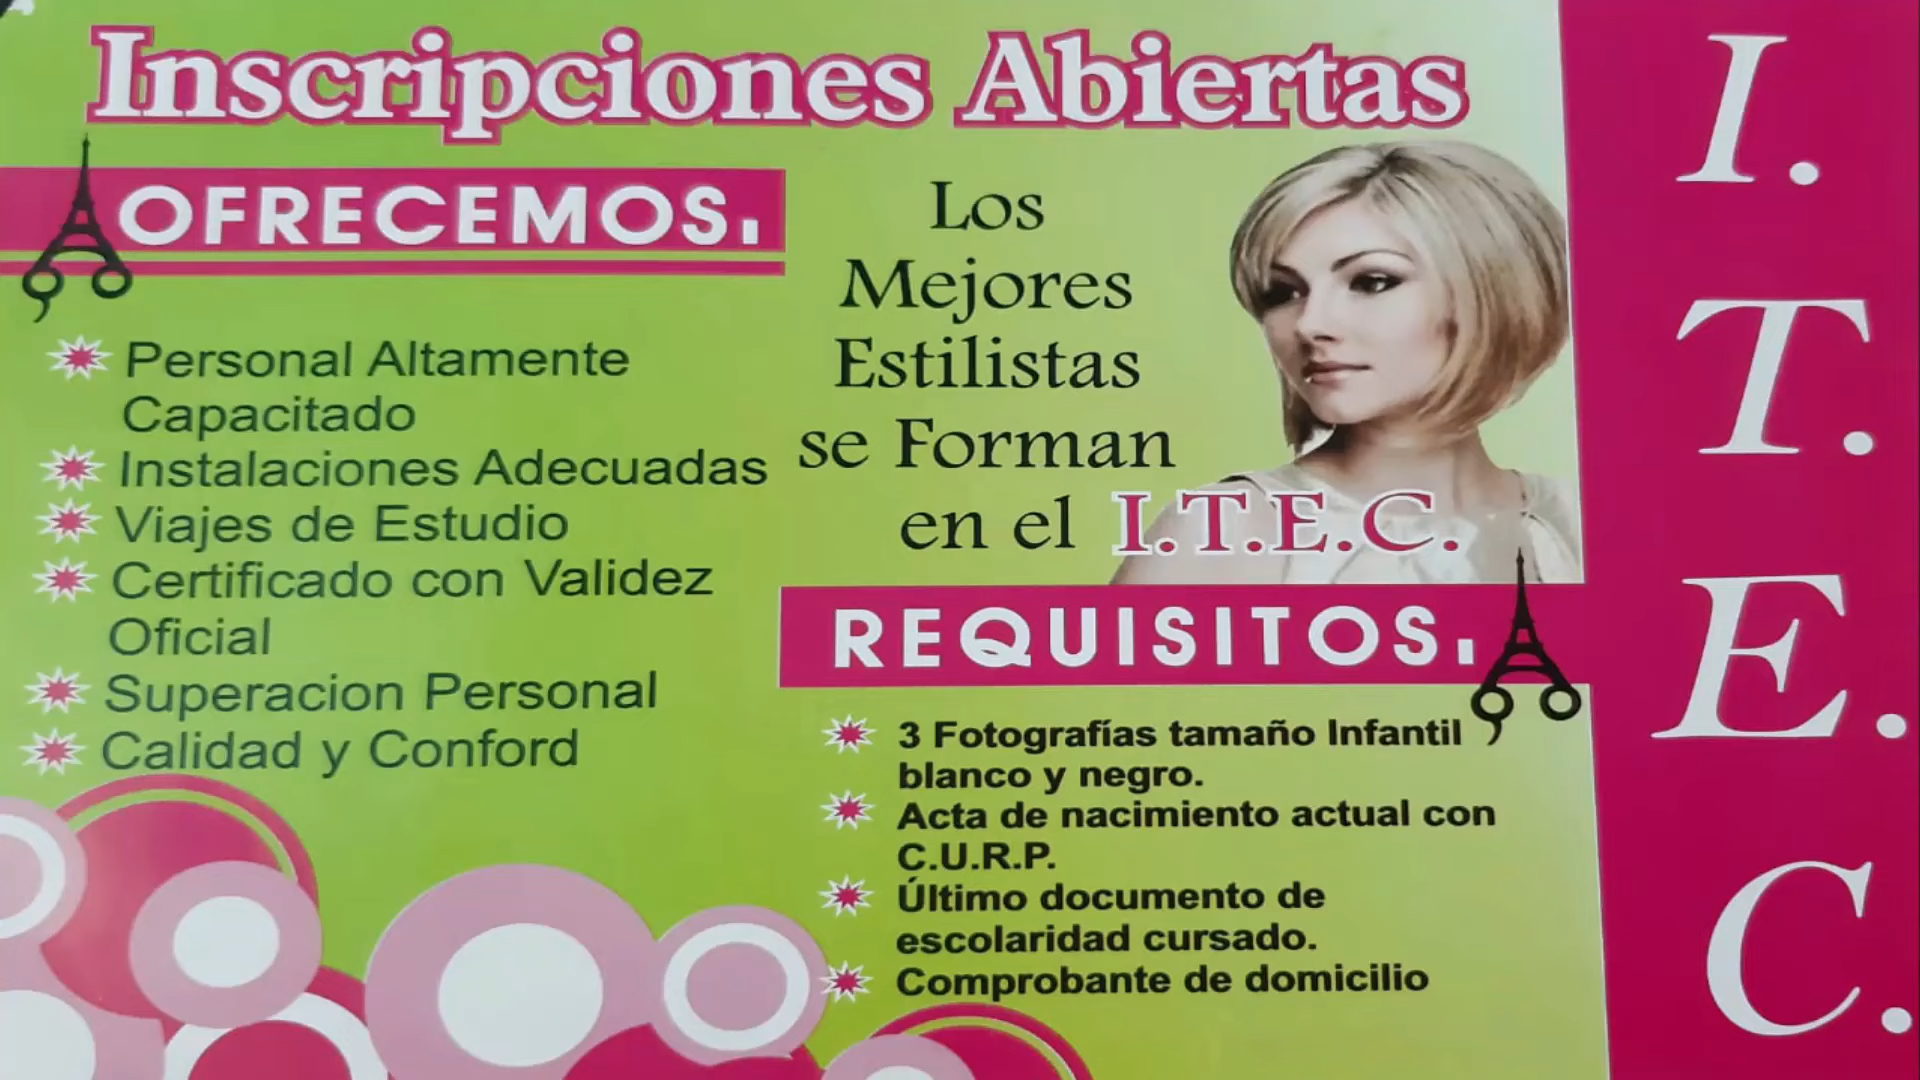 Inscripciones Abiertas
OFRECEMOS.
Personal Altamente
Capacitado
Instalaciones Adecuadas
Viajes de Estudio
Certificado con Validez
Oficial
Superacion Personal
Calidad y Conford
Los
Mejores
Estilistas
se Forman
en el I.T.E.C.
REQUISITOS.
3 Fotografías tamaño Infantil
blanco y negro.
Acta de nacimiento actual con
C.U.R.P.
Último documento de
escolaridad cursado.
Comprobante de domicilio
I.
T.
E.
C.